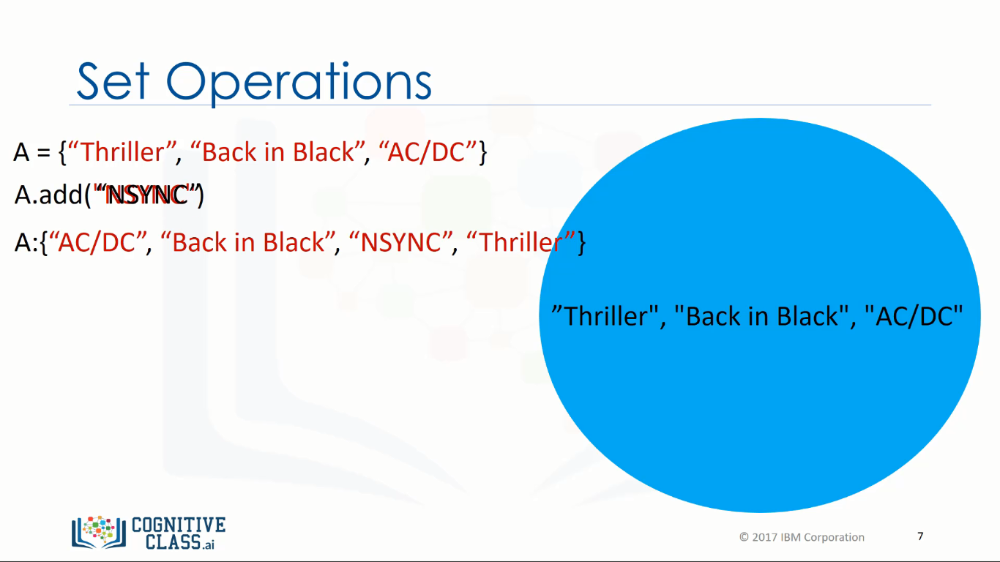 Set Operations
A = {“Thriller”, “Back in Black”, “AC/DC”}
A.add(“NSYNC”)
A:{“AC/DC”, “Back in Black”, “NSYNC”, “Thriller”}
”Thriller", "Back in Black", "AC/DC"
COGNITIVE
CLASS.ai
© 2017 IBM Corporation
7